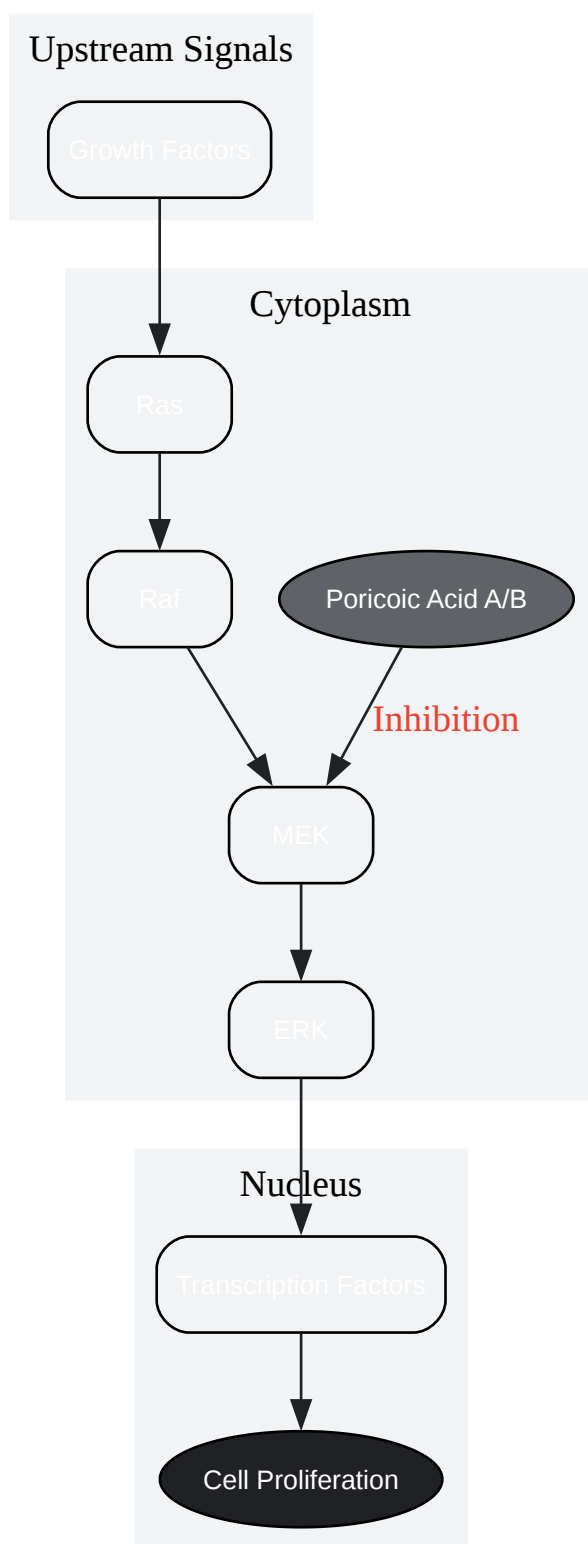 Upstream Signals
Growth Factors
Cytoplasm
Ras
Raf
Poricoic Acid A/B
Inhibition
MEK
ERK
Nucleus
Transcription Factors
Cell Proliferation